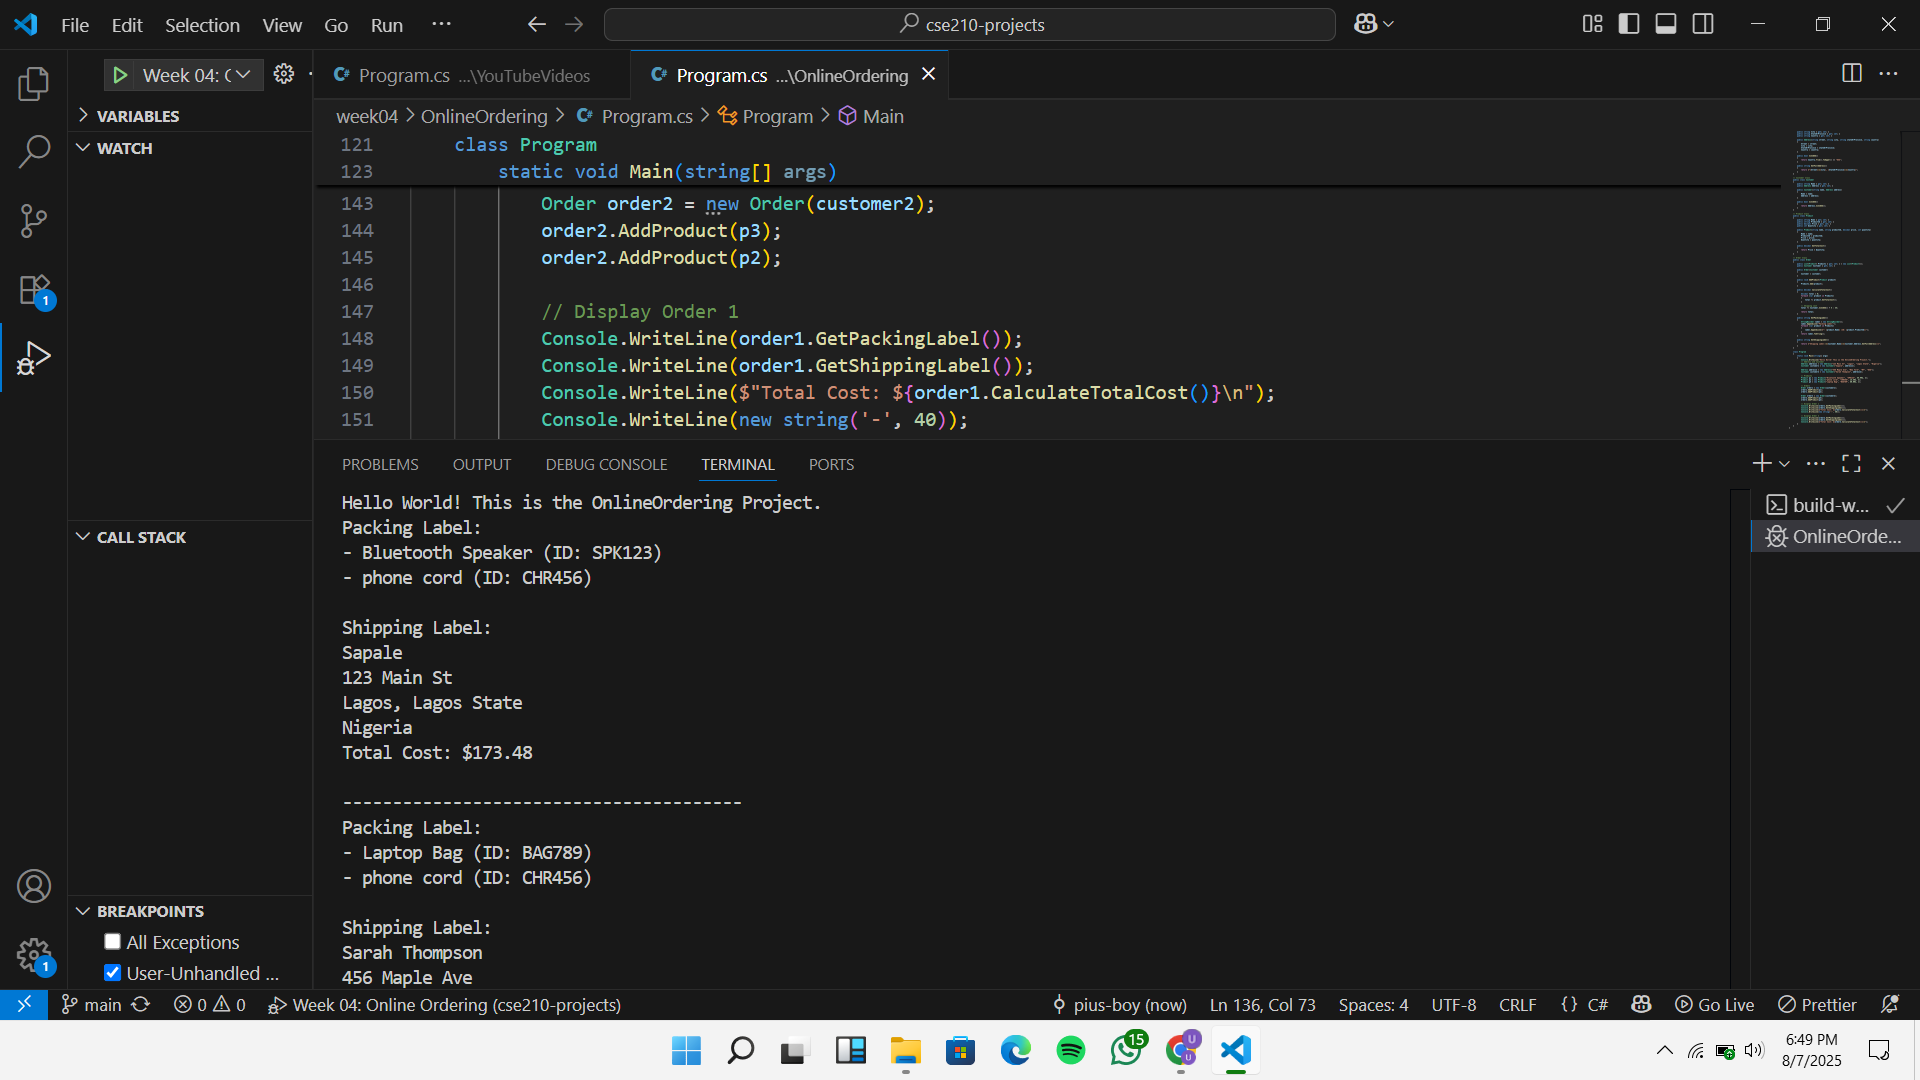 File Edit Selection View Go Run ···
cse210-projects
Week 04: C
VARIABLES
WATCH
CALL STACK
BREAKPOINTS
All Exceptions
User-Unhandled ...
1
1
Program.cs ...\YouTubeVideos
Program.cs ...\OnlineOrdering
week04 > OnlineOrdering > Program.cs > Program > Main
121 class Program
123 static void Main(string[] args)
143 Order order2 = new Order(customer2);
144 order2.AddProduct(p3);
145 order2.AddProduct(p2);
146
147 // Display Order 1
148 Console.WriteLine(order1.GetPackingLabel());
149 Console.WriteLine(order1.GetShippingLabel());
150 Console.WriteLine($"Total Cost: ${order1.CalculateTotalCost()}\n");
151 Console.WriteLine(new string('-', 40));
PROBLEMS OUTPUT DEBUG CONSOLE TERMINAL PORTS
Hello World! This is the OnlineOrdering Project.
Packing Label:
- Bluetooth Speaker (ID: SPK123)
- phone cord (ID: CHR456)
Shipping Label:
Sapale
123 Main St
Lagos, Lagos State
Nigeria
Total Cost: $173.48
----------------------------------------
Packing Label:
- Laptop Bag (ID: BAG789)
- phone cord (ID: CHR456)
Shipping Label:
Sarah Thompson
456 Maple Ave
build-w...
OnlineOrde...
main 0 0 Week 04: Online Ordering (cse210-projects) pius-boy (now) Ln 136, Col 73 Spaces: 4 UTF-8 CRLF {} C# Go Live Prettier
15
U
U
6:49 PM
8/7/2025